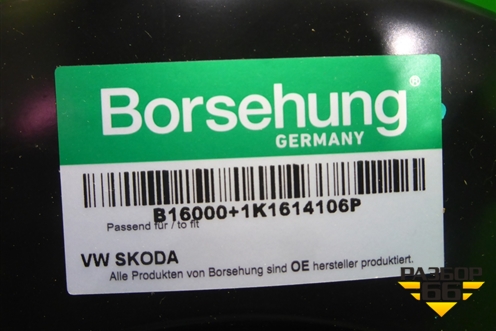 Borsehung®
GERMANY
B16000+1K1614106P
Passend für / to fit
VW SKODA
Alle Produkten von Borsehung sind OE hersteller produktiert.
РАЗБОР
66